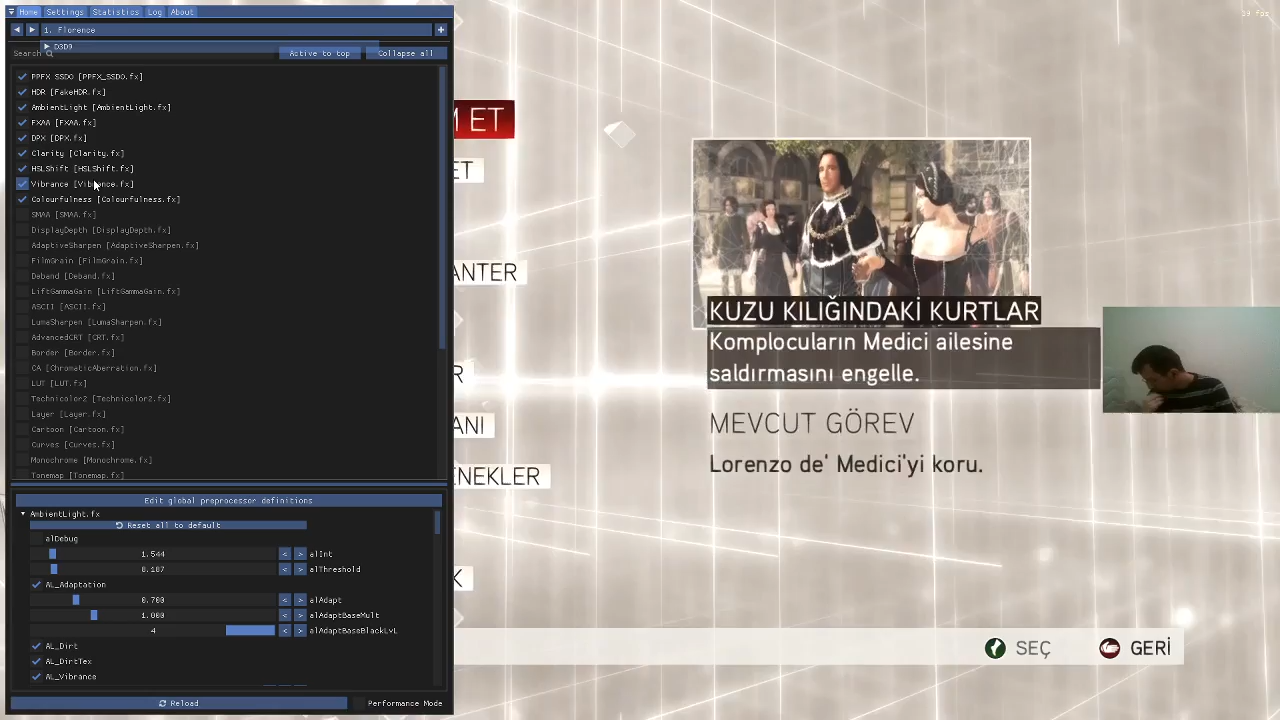 Home Settings Statistics Log About
1. Florence +
D3D9
Search Active to top Collapse all
PPFX SSDO [PPFX_SSDO.fx]
HDR [FakeHDR.fx]
AmbientLight [AmbientLight.fx]
FXAA [FXAA.fx]
DPX [DPX.fx]
Clarity [Clarity.fx]
HSLShift [HSLShift.fx]
Vibrance [Vibrance.fx]
Colourfulness [Colourfulness.fx]
SMAA [SMAA.fx]
DisplayDepth [DisplayDepth.fx]
AdaptiveSharpen [AdaptiveSharpen.fx]
FilmGrain [FilmGrain.fx]
Deband [Deband.fx]
LiftGammaGain [LiftGammaGain.fx]
ASCII [ASCII.fx]
LumaSharpen [LumaSharpen.fx]
AdvancedCRT [CRT.fx]
Border [Border.fx]
CA [ChromaticAberration.fx]
LUT [LUT.fx]
Technicolor2 [Technicolor2.fx]
Layer [Layer.fx]
Cartoon [Cartoon.fx]
Curves [Curves.fx]
Monochrome [Monochrome.fx]
Tonemap [Tonemap.fx]
Edit global preprocessor definitions
AmbientLight.fx
Reset all to default
alDebug
1.544 < > alInt
0.187 < > alThreshold
AL_Adaptation
0.700 < > alAdapt
1.000 < > alAdaptBaseMult
4 < > alAdaptBaseBlackLvL
AL_Dirt
AL_DirtTex
AL_Vibrance
Reload Performance Mode
M ET
ET
ANTER
R
ANI
ENEKLER
K
KUZU KILIĞINDAKİ KURTLAR
Komplocuların Medici ailesine
saldırmasını engelle.
MEVCUT GÖREV
Lorenzo de' Medici'yi koru.
SEÇ GERİ